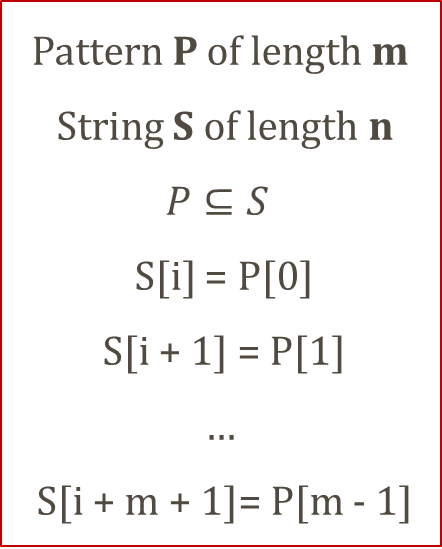 Pattern P of length m
String S of length n
P ⊆ S
S[i] = P[0]
S[i + 1] = P[1]
...
S[i + m + 1]= P[m - 1]